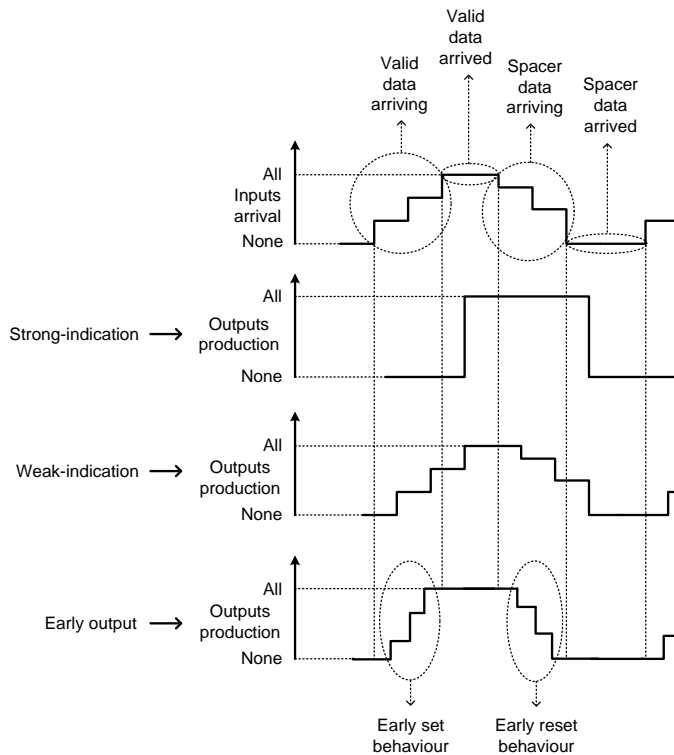 Valid
data
arrived
Valid
data
arriving
Spacer
data
arriving
Spacer
data
arrived
All
Inputs
arrival
None
All
Strong-indication
Outputs
production
None
All
Weak-indication
Outputs
production
None
All
Early output
Outputs
production
None
Early set
behaviour
Early reset
behaviour